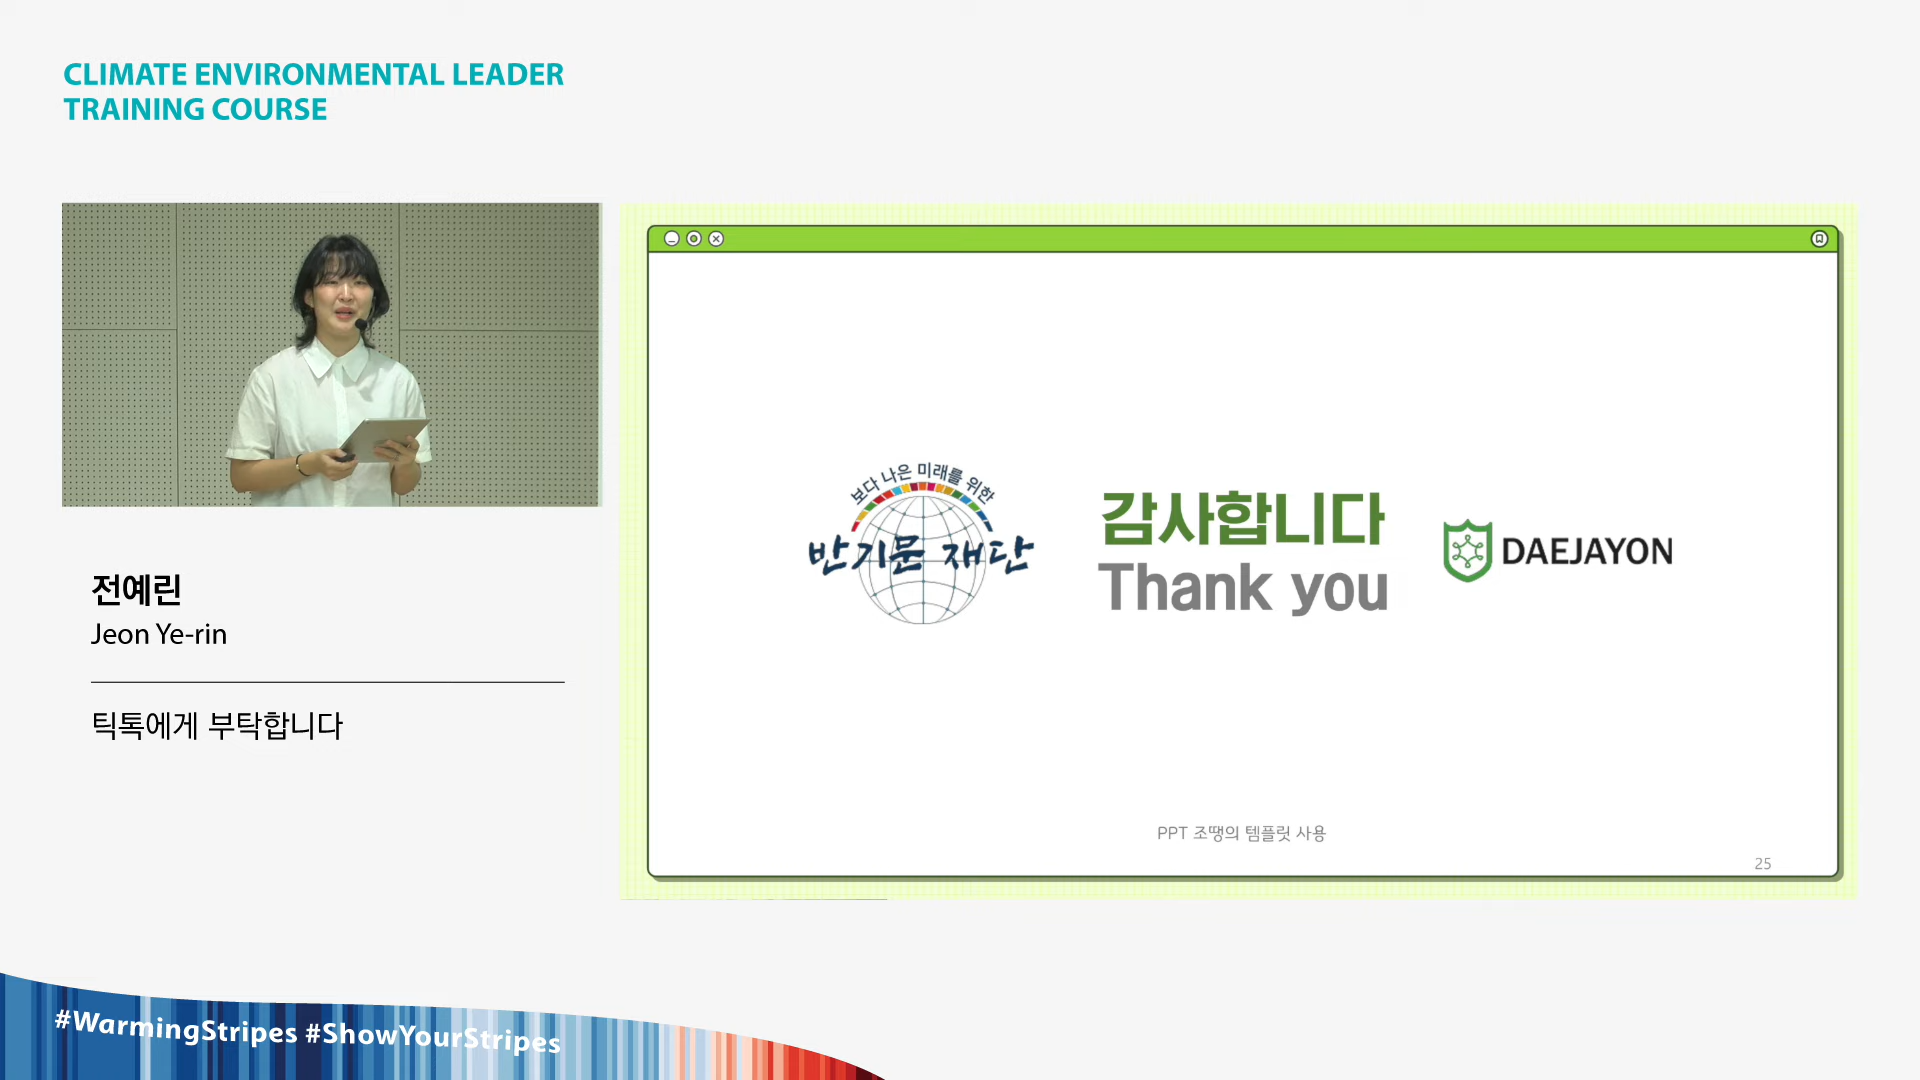 CLIMATE ENVIRONMENTAL LEADER
TRAINING COURSE
전예린
Jeon Ye-rin
틱톡에게 부탁합니다
보다 나은 미래를 위한
반기문 재단
감사합니다
Thank you
DAEJAYON
PPT 조땡의 템플릿 사용
25
#WarmingStripes #ShowYourStripes